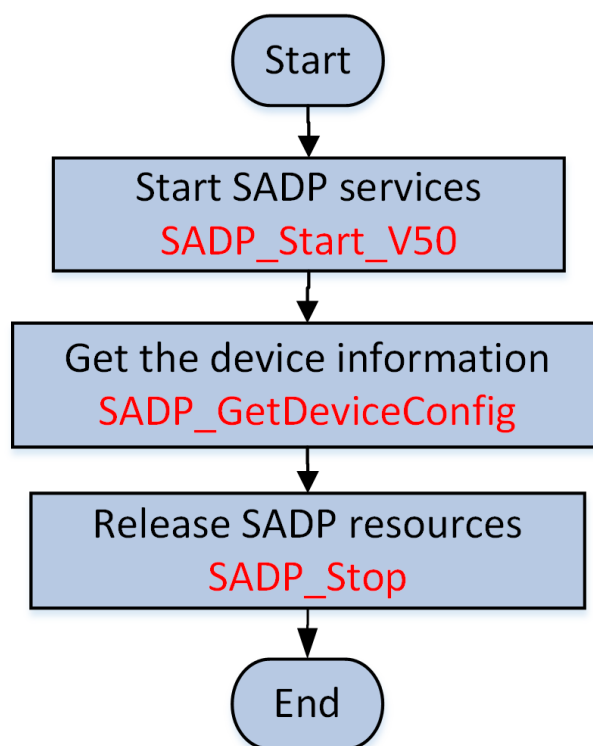 Start
Start SADP services
SADP_Start_V50
Get the device information
SADP_GetDeviceConfig
Release SADP resources
SADP_Stop
End